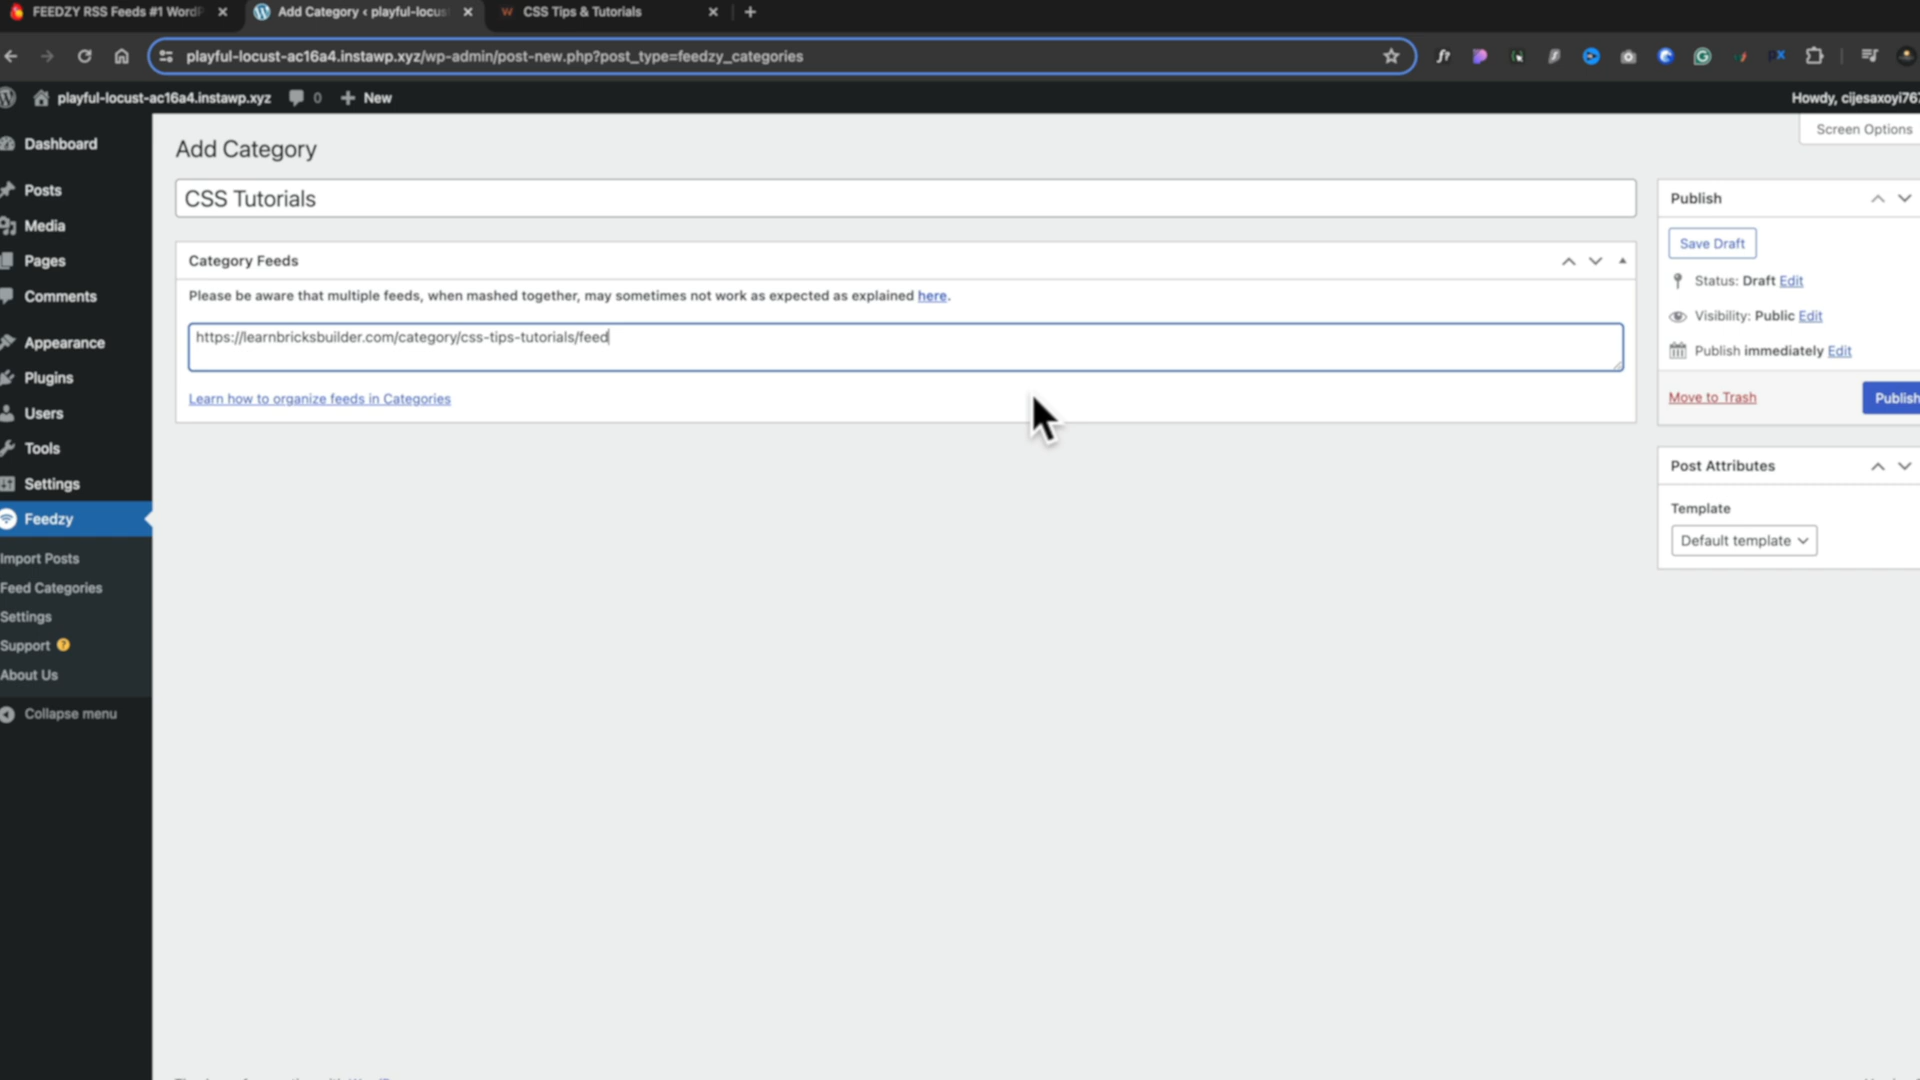 FEEDZY RSS Feeds #1 WordP
Add Category ‹ playful-locus
CSS Tips & Tutorials
playful-locust-ac16a4.instawp.xyz/wp-admin/post-new.php?post_type=feedzy_categories
playful-locust-ac16a4.instawp.xyz
0
New
Howdy, cijesaxoyi763
Screen Options
Dashboard
Posts
Media
Pages
Comments
Appearance
Plugins
Users
Tools
Settings
Feedzy
Import Posts
Feed Categories
Settings
Support ?
About Us
Collapse menu
Add Category
CSS Tutorials
Category Feeds
Please be aware that multiple feeds, when mashed together, may sometimes not work as expected as explained here.
https://learnbricksbuilder.com/category/css-tips-tutorials/feed
Learn how to organize feeds in Categories
Publish
Save Draft
Status: Draft Edit
Visibility: Public Edit
Publish immediately Edit
Move to Trash
Publish
Post Attributes
Template
Default template